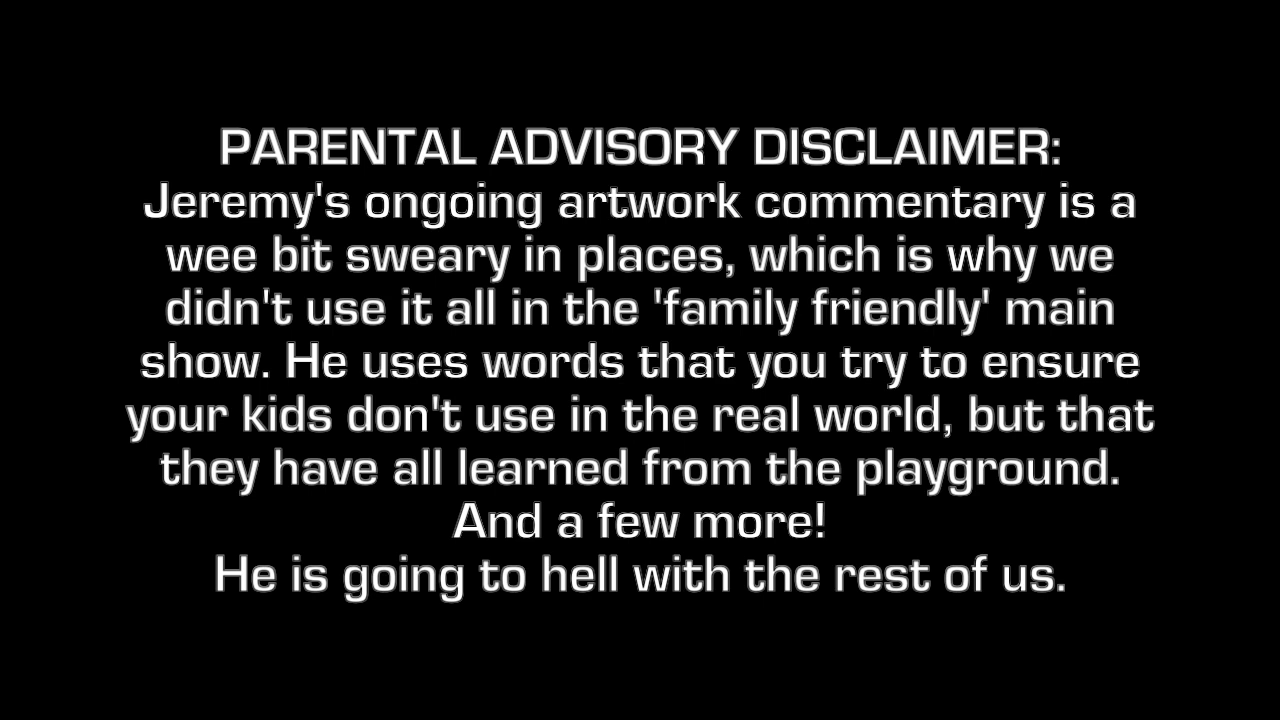 PARENTAL ADVISORY DISCLAIMER:
Jeremy's ongoing artwork commentary is a
wee bit sweary in places, which is why we
didn't use it all in the 'family friendly' main
show. He uses words that you try to ensure
your kids don't use in the real world, but that
they have all learned from the playground.
And a few more!
He is going to hell with the rest of us.